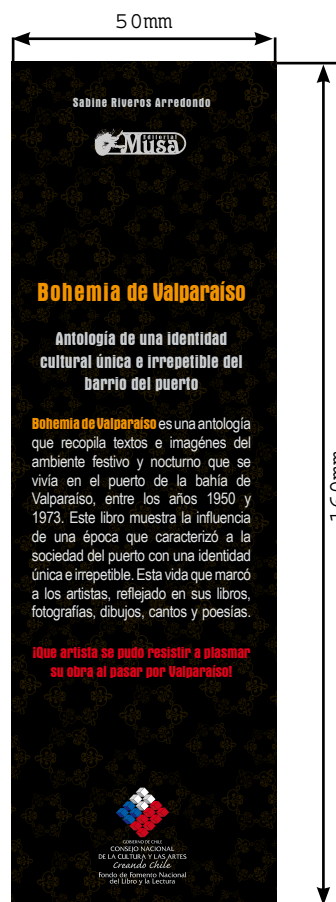 50mm
Sabine Riveros Arredondo
Editorial
Musa
Bohemia de Valparaíso
Antología de una identidad
cultural única e irrepetible del
barrio del puerto
Bohemia de Valparaíso es una antología
que recopila textos e imagénes del
ambiente festivo y nocturno que se
vivía en el puerto de la bahía de
Valparaíso, entre los años 1950 y
1973. Este libro muestra la influencia
de una época que caracterizó a la
sociedad del puerto con una identidad
única e irrepetible. Esta vida que marcó
a los artistas, reflejado en sus libros,
fotografías, dibujos, cantos y poesías.
¡Que artista se pudo resistir a plasmar
su obra al pasar por Valparaíso!
GOBIERNO DE CHILE
CONSEJO NACIONAL
DE LA CULTURA Y LAS ARTES
Creando Chile
Fondo de Fomento Nacional
del Libro y la Lectura